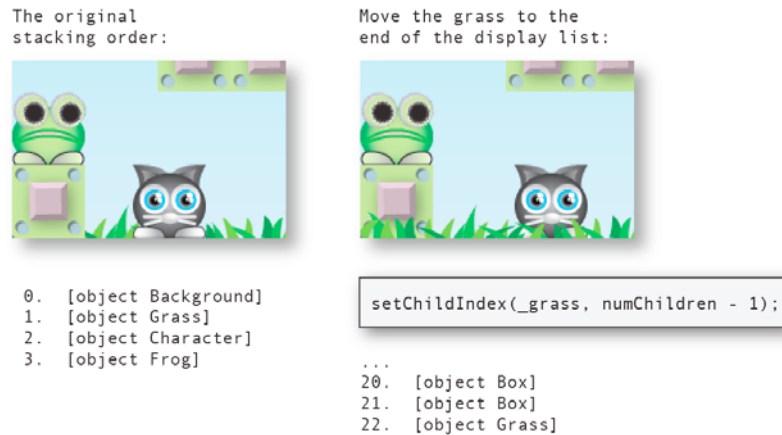 The original
stacking order:
0. [object Background]
1. [object Grass]
2. [object Character]
3. [object Frog]
Move the grass to the
end of the display list:
setChildIndex(_grass, numChildren - 1);
...
20. [object Box]
21. [object Box]
22. [object Grass]